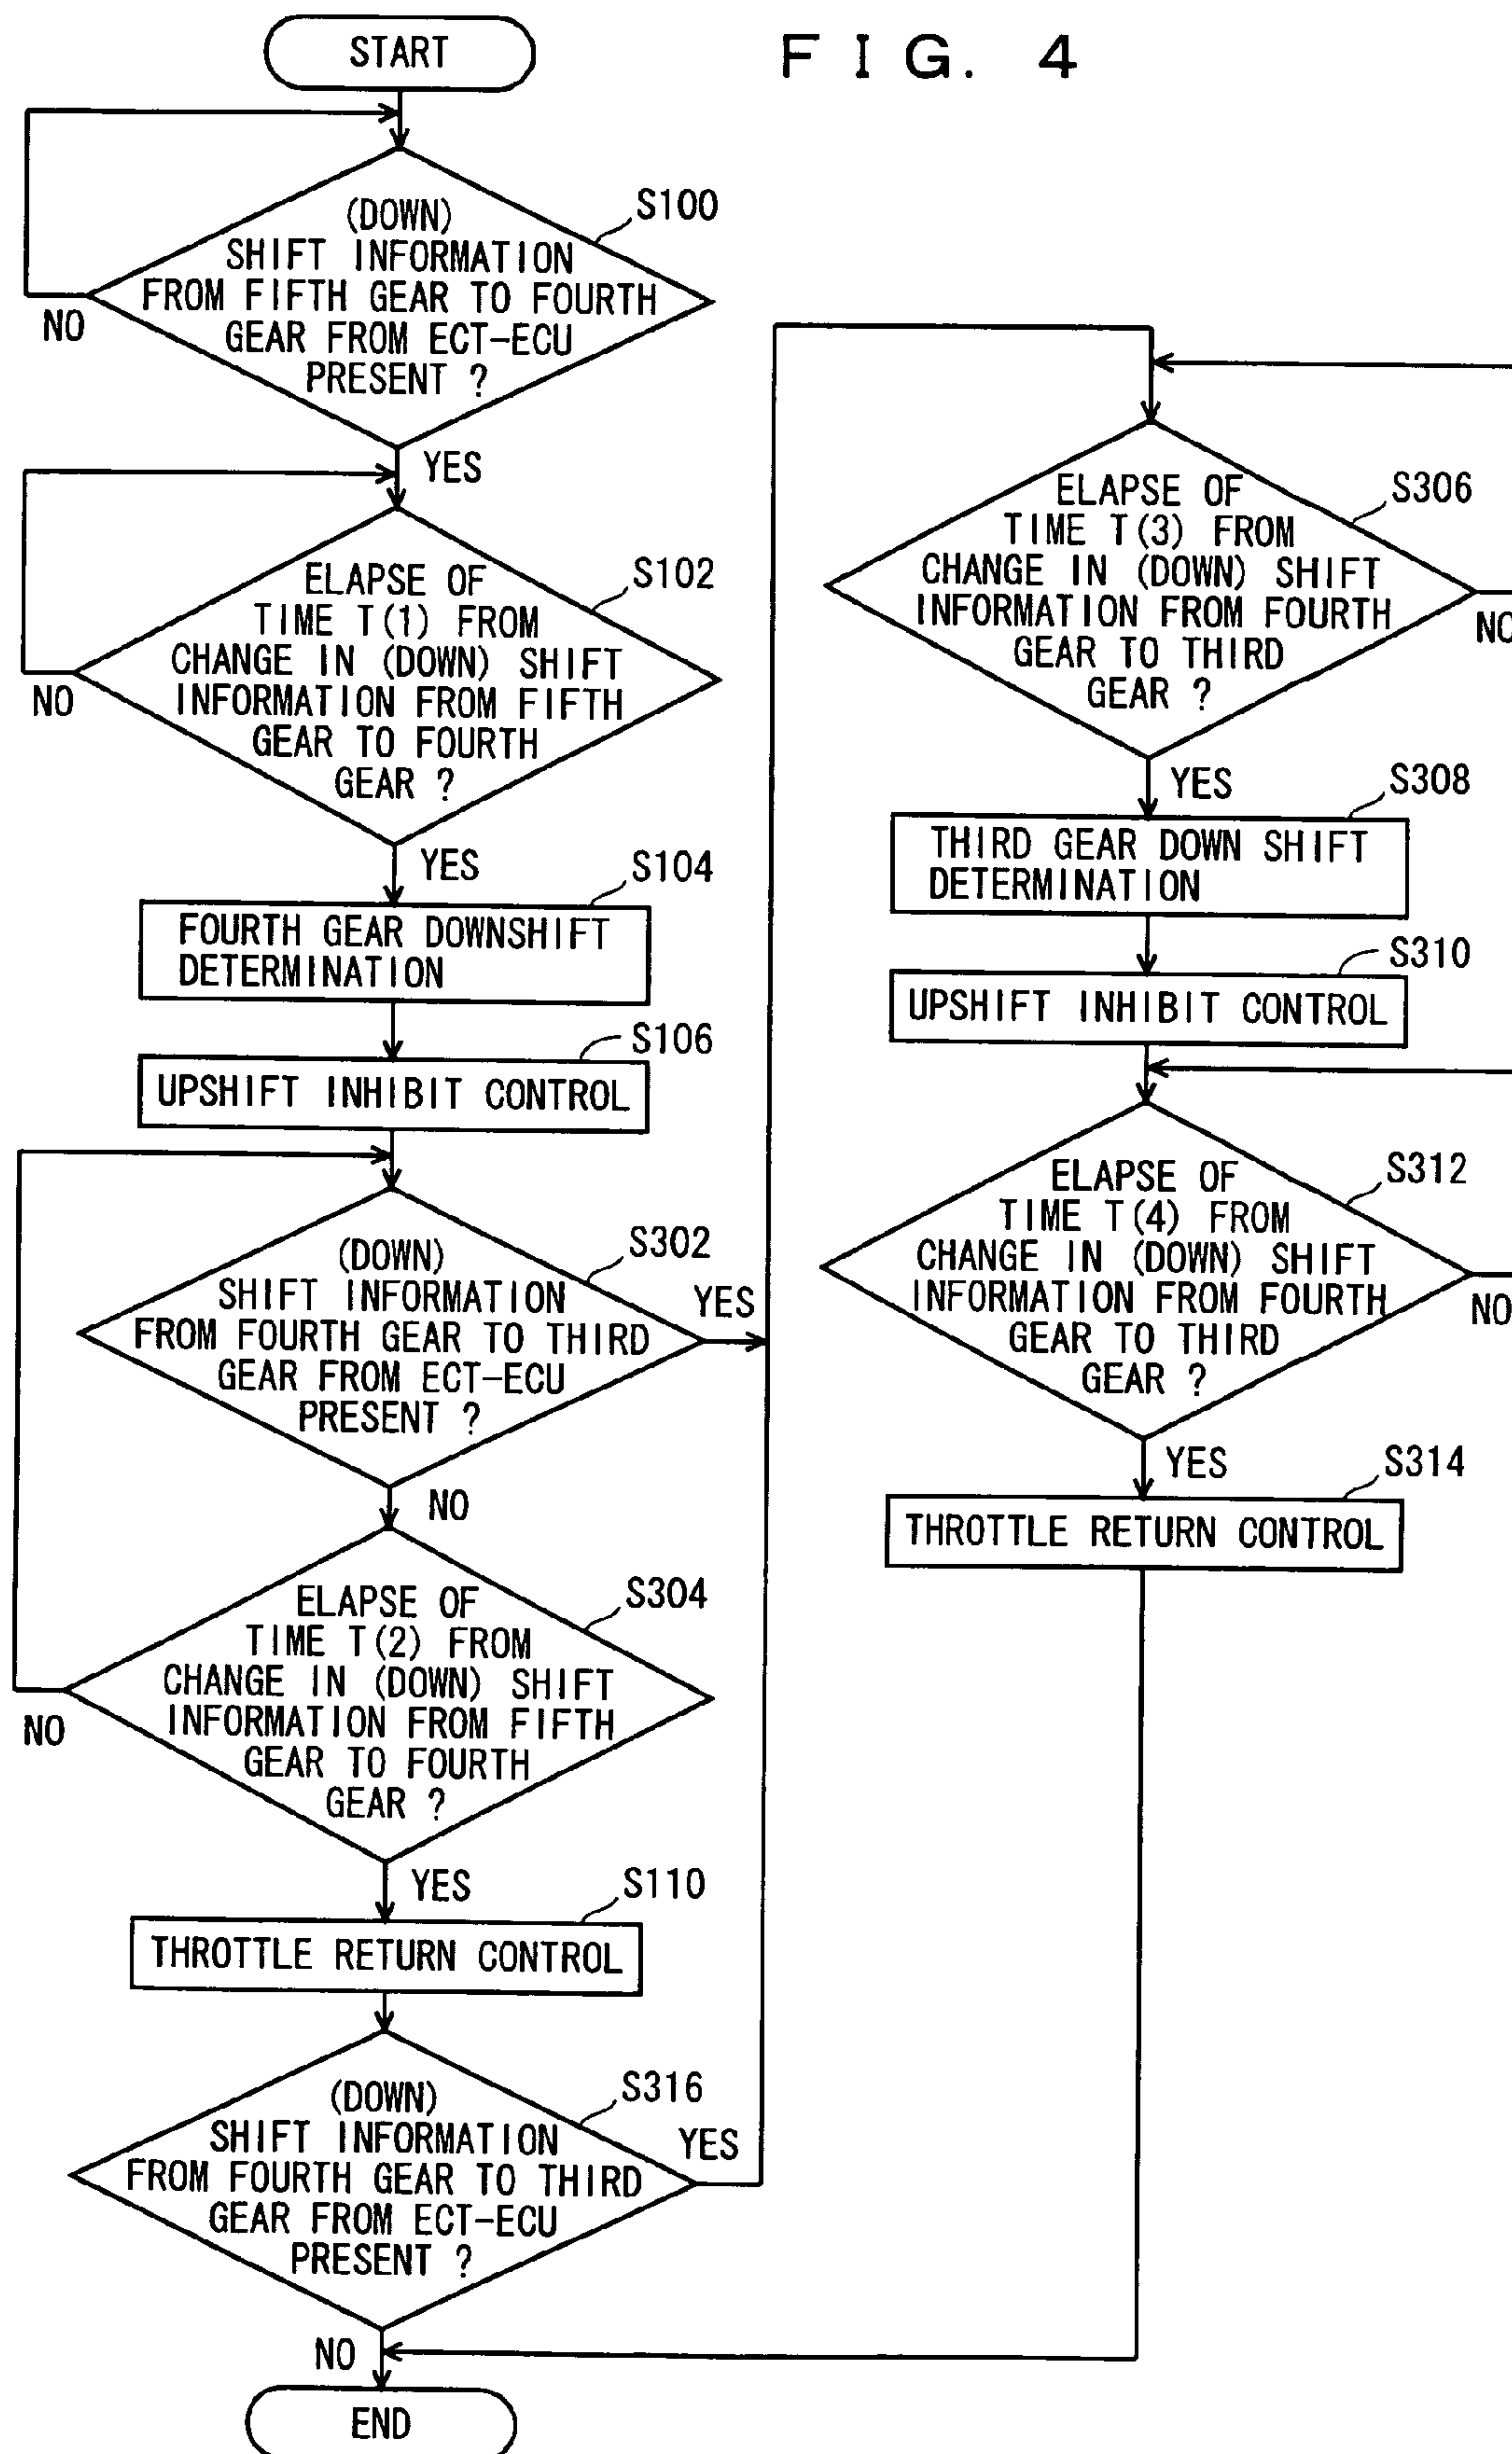 FIG. 4
START
(DOWN)
SHIFT INFORMATION
FROM FIFTH GEAR TO FOURTH
GEAR FROM ECT-ECU
PRESENT ?
S100
NO
YES
ELAPSE OF
TIME T(1) FROM
CHANGE IN (DOWN) SHIFT
INFORMATION FROM FIFTH
GEAR TO FOURTH
GEAR ?
S102
NO
YES
S104
FOURTH GEAR DOWNSHIFT
DETERMINATION
S106
UPSHIFT INHIBIT CONTROL
(DOWN)
SHIFT INFORMATION
FROM FOURTH GEAR TO THIRD
GEAR FROM ECT-ECU
PRESENT ?
S302
YES
NO
ELAPSE OF
TIME T(2) FROM
CHANGE IN (DOWN) SHIFT
INFORMATION FROM FIFTH
GEAR TO FOURTH
GEAR ?
S304
NO
YES
S110
THROTTLE RETURN CONTROL
(DOWN)
SHIFT INFORMATION
FROM FOURTH GEAR TO THIRD
GEAR FROM ECT-ECU
PRESENT ?
S316
YES
NO
END
ELAPSE OF
TIME T(3) FROM
CHANGE IN (DOWN) SHIFT
INFORMATION FROM FOURTH
GEAR TO THIRD
GEAR ?
S306
NO
YES
S308
THIRD GEAR DOWN SHIFT
DETERMINATION
S310
UPSHIFT INHIBIT CONTROL
ELAPSE OF
TIME T(4) FROM
CHANGE IN (DOWN) SHIFT
INFORMATION FROM FOURTH
GEAR TO THIRD
GEAR ?
S312
NO
YES
S314
THROTTLE RETURN CONTROL